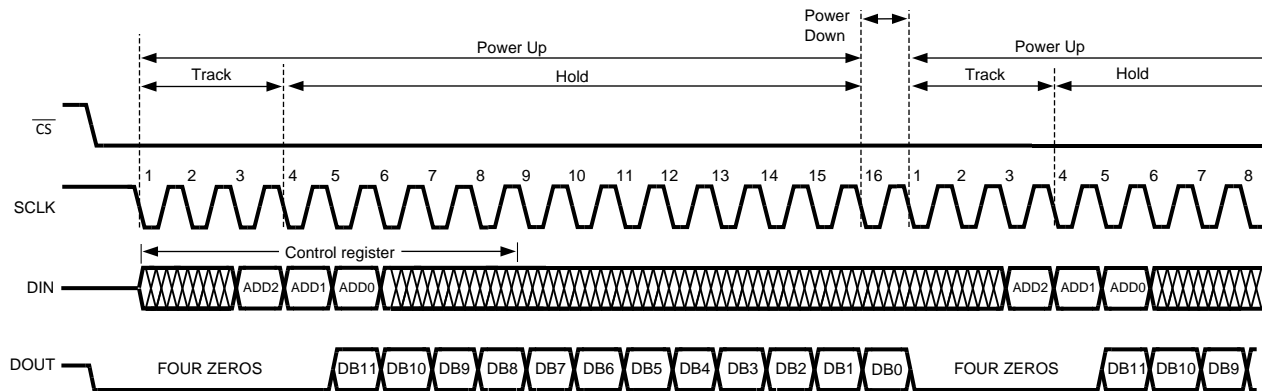 Power
Down
Power Up
Power Up
Track
Hold
Track
Hold
CS
1 2 3 4 5 6 7 8 9 10 11 12 13 14 15 16 1 2 3 4 5 6 7 8
SCLK
Control register
DIN
ADD2 ADD1 ADD0 ADD2 ADD1 ADD0
DOUT FOUR ZEROS DB11 DB10 DB9 DB8 DB7 DB6 DB5 DB4 DB3 DB2 DB1 DB0 FOUR ZEROS DB11 DB10 DB9